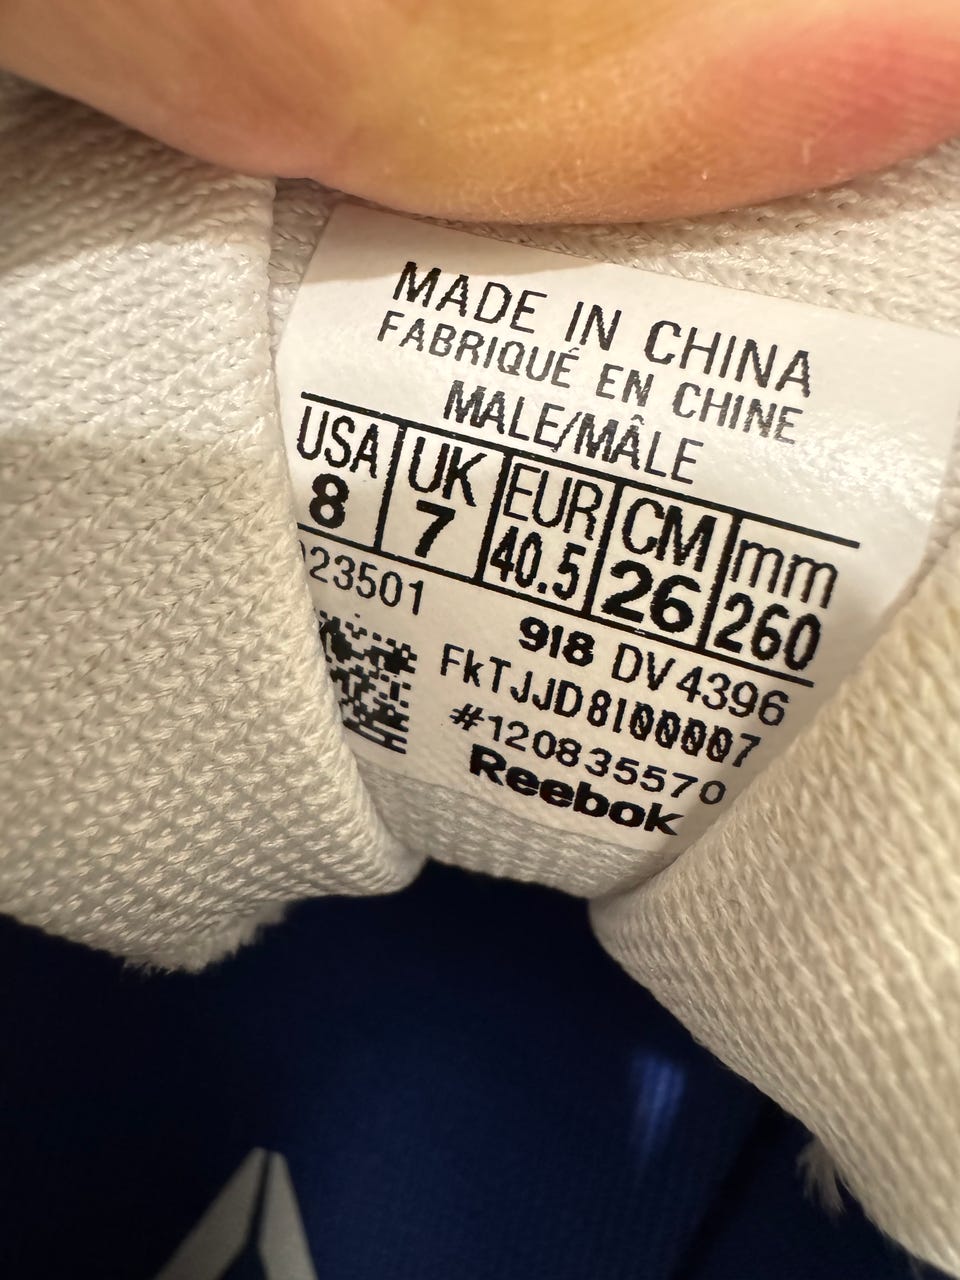 MADE IN CHINA
FABRIQUÉ EN CHINE
MALE/MÂLE
USA UK EUR CM mm
8 7 40.5 26 260
918 DV4396
FkTJJD8100007
#120835570
Reebok